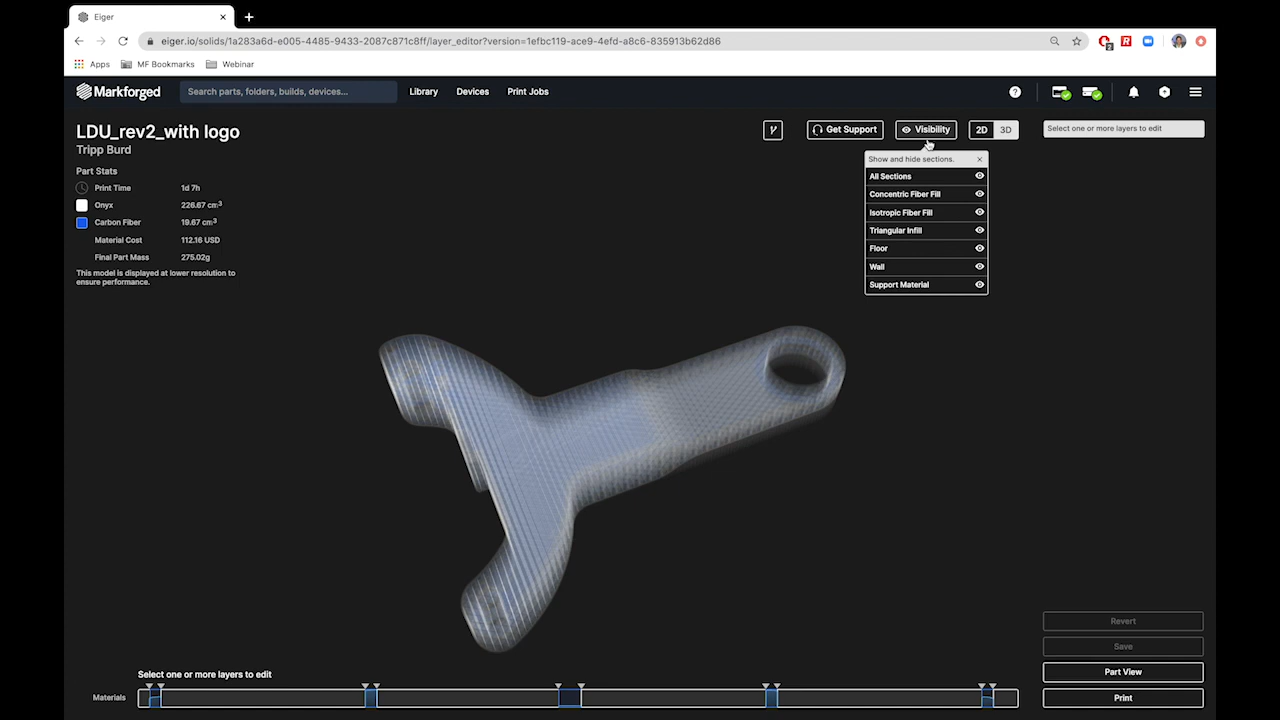 Eiger
eiger.io/solids/1a283a6d-e005-4485-9433-2087c871c8ff/layer_editor?version=1efbc119-ace9-4efd-a8c6-835913b62d86
Apps MF Bookmarks Webinar
Markforged Search parts, folders, builds, devices... Library Devices Print Jobs
LDU_rev2_with logo
Tripp Burd
Get Support Visibility 2D 3D Select one or more layers to edit
Show and hide sections.
All Sections
Concentric Fiber Fill
Isotropic Fiber Fill
Triangular Infill
Floor
Wall
Support Material
Part Stats
Print Time 1d 7h
Onyx 226.67 cm³
Carbon Fiber 19.67 cm³
Material Cost 112.16 USD
Final Part Mass 275.02g
This model is displayed at lower resolution to
ensure performance.
Revert
Save
Part View
Print
Select one or more layers to edit
Materials